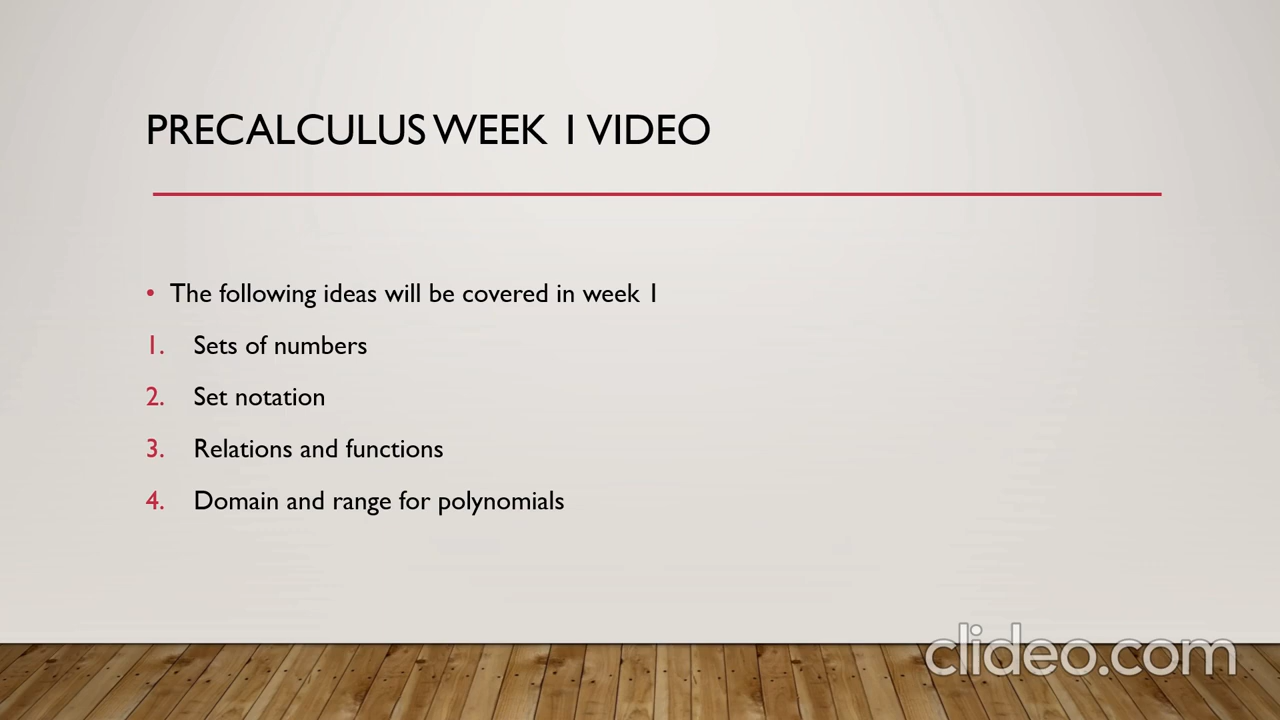 PRECALCULUS WEEK 1 VIDEO
• The following ideas will be covered in week 1
1. Sets of numbers
2. Set notation
3. Relations and functions
4. Domain and range for polynomials
clideo.com